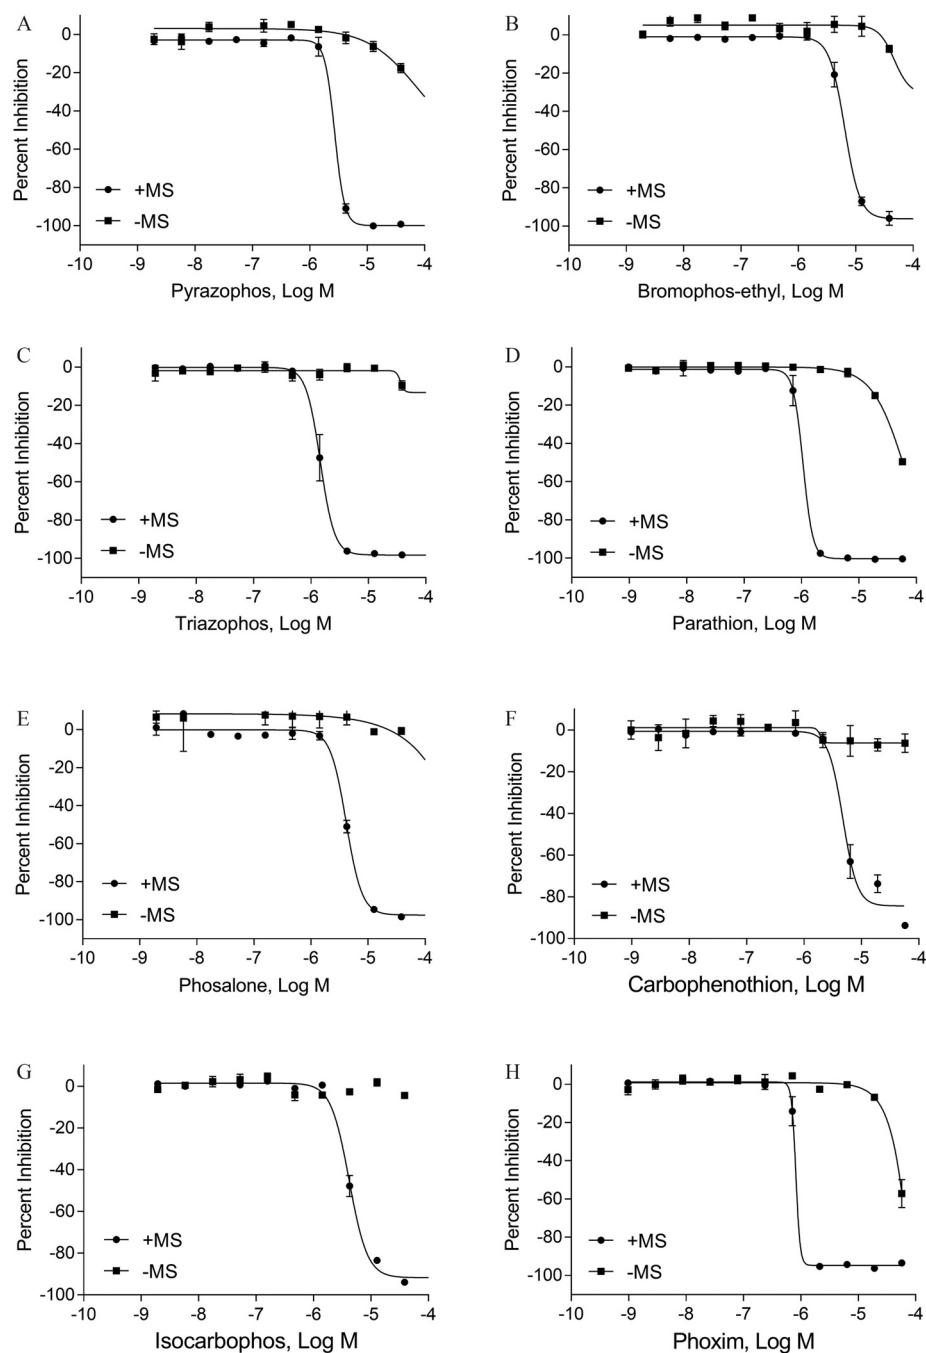 A
0
-20
-40
-60
-80
-100
Percent Inhibition
+MS
-MS
-10 -9 -8 -7 -6 -5 -4
Pyrazophos, Log M
B
0
-20
-40
-60
-80
-100
Percent Inhibition
+MS
-MS
-10 -9 -8 -7 -6 -5 -4
Bromophos-ethyl, Log M
C
0
-20
-40
-60
-80
-100
Percent Inhibition
+MS
-MS
-10 -9 -8 -7 -6 -5 -4
Triazophos, Log M
D
0
-20
-40
-60
-80
-100
Percent Inhibition
+MS
-MS
-10 -9 -8 -7 -6 -5 -4
Parathion, Log M
E
0
-20
-40
-60
-80
-100
Percent Inhibition
+MS
-MS
-10 -9 -8 -7 -6 -5 -4
Phosalone, Log M
F
0
-20
-40
-60
-80
-100
Percent Inhibition
+MS
-MS
-10 -9 -8 -7 -6 -5 -4
Carbophenothion, Log M
G
0
-20
-40
-60
-80
-100
Percent Inhibition
+MS
-MS
-10 -9 -8 -7 -6 -5 -4
Isocarbophos, Log M
H
0
-20
-40
-60
-80
-100
Percent Inhibition
+MS
-MS
-10 -9 -8 -7 -6 -5 -4
Phoxim, Log M